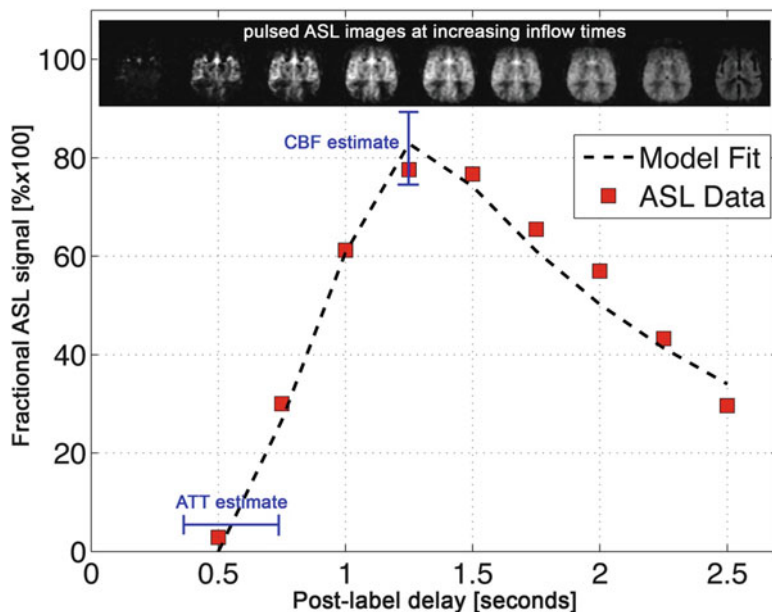 pulsed ASL images at increasing inflow times
100
80
60
40
20
0
Fractional ASL signal [%x100]
CBF estimate
Model Fit
ASL Data
ATT estimate
0
0.5
1
1.5
2
2.5
Post-label delay [seconds]